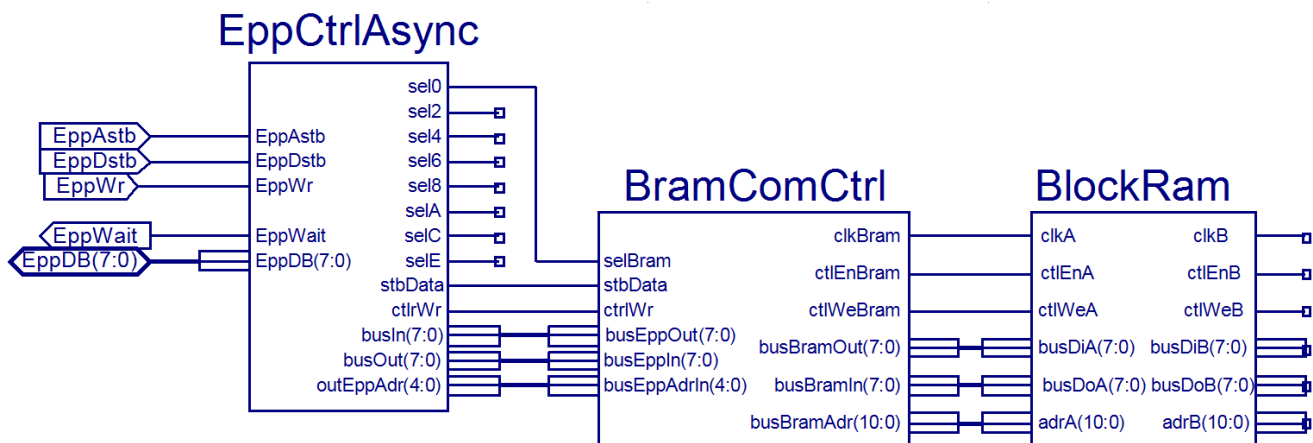 EppCtrlAsync
EppAstb
EppDstb
EppWr
EppWait
EppDB(7:0)
EppAstb
EppDstb
EppWr
EppWait
EppDB(7:0)
sel0
sel2
sel4
sel6
sel8
selA
selC
selE
stbData
ctlrWr
busIn(7:0)
busOut(7:0)
outEppAdr(4:0)
BramComCtrl
selBram
stbData
ctrlWr
busEppOut(7:0)
busEppIn(7:0)
busEppAdrIn(4:0)
clkBram
ctlEnBram
ctlWeBram
busBramOut(7:0)
busBramIn(7:0)
busBramAdr(10:0)
BlockRam
clkA
ctlEnA
ctlWeA
busDiA(7:0)
busDoA(7:0)
adrA(10:0)
clkB
ctlEnB
ctlWeB
busDiB(7:0)
busDoB(7:0)
adrB(10:0)